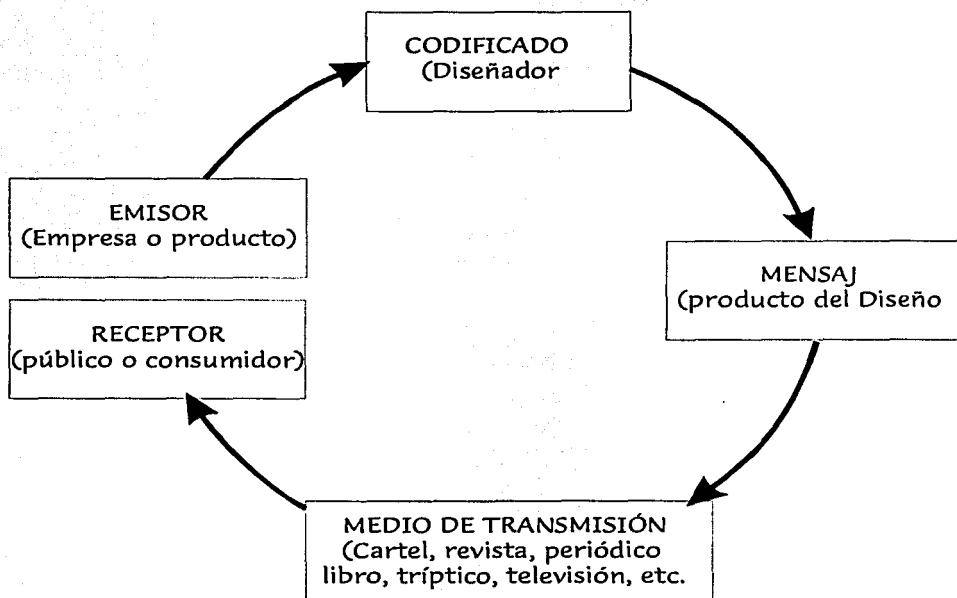 CODIFICADO
(Diseñador
EMISOR
(Empresa o producto)
MENSAJ
(producto del Diseño
RECEPTOR
(público o consumidor)
MEDIO DE TRANSMISIÓN
(Cartel, revista, periódico
libro, tríptico, televisión, etc.